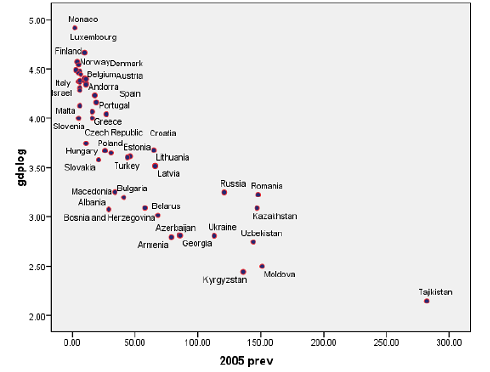 5.00
Monaco
Luxembourg
Finland
Norway Denmark
4.50
Belgium Austria
Italy
Andorra
Israel
Spain
Malta
Portugal
4.00
Greece
Slovenia
Czech Republic
Croatia
Hungary
Poland
Estonia
Lithuania
3.50
Slovakia
Turkey
Latvia
Macedonia
Bulgaria
Russia
Romania
Albania
Belarus
3.00
Bosnia and Herzegovina
Kazakhstan
Azerbaijan
Ukraine
Armenia
Georgia
Uzbekistan
2.50
Kyrgyzstan
Moldova
Tajikistan
2.00
gdplog
0.00 50.00 100.00 150.00 200.00 250.00 300.00
2005 prev